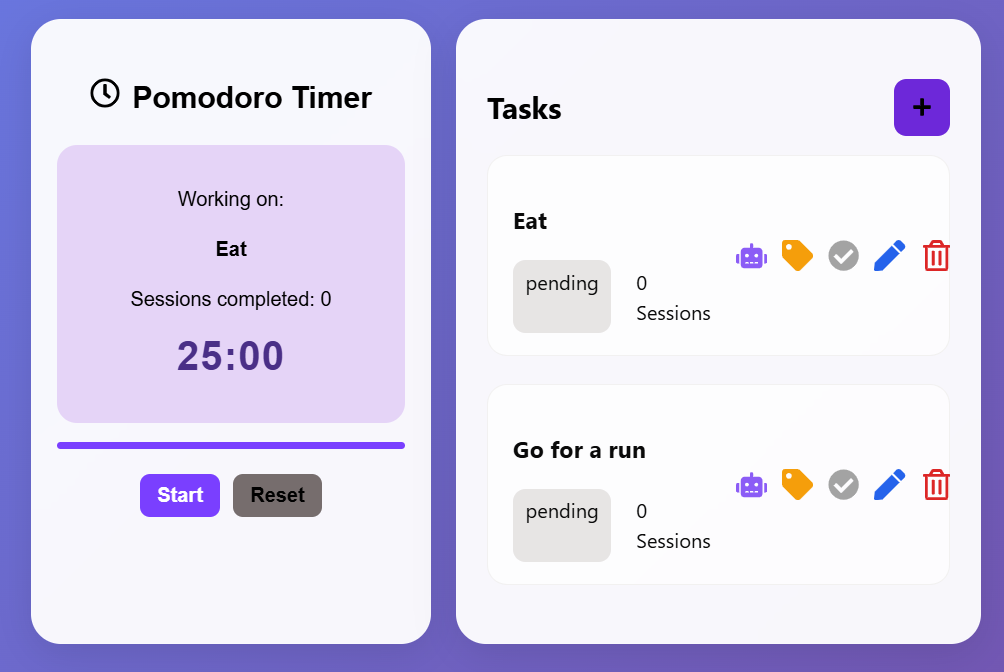 Pomodoro Timer
Working on:
Eat
Sessions completed: 0
25:00
Start
Reset
Tasks
+
Eat
pending
0
Sessions
Go for a run
pending
0
Sessions